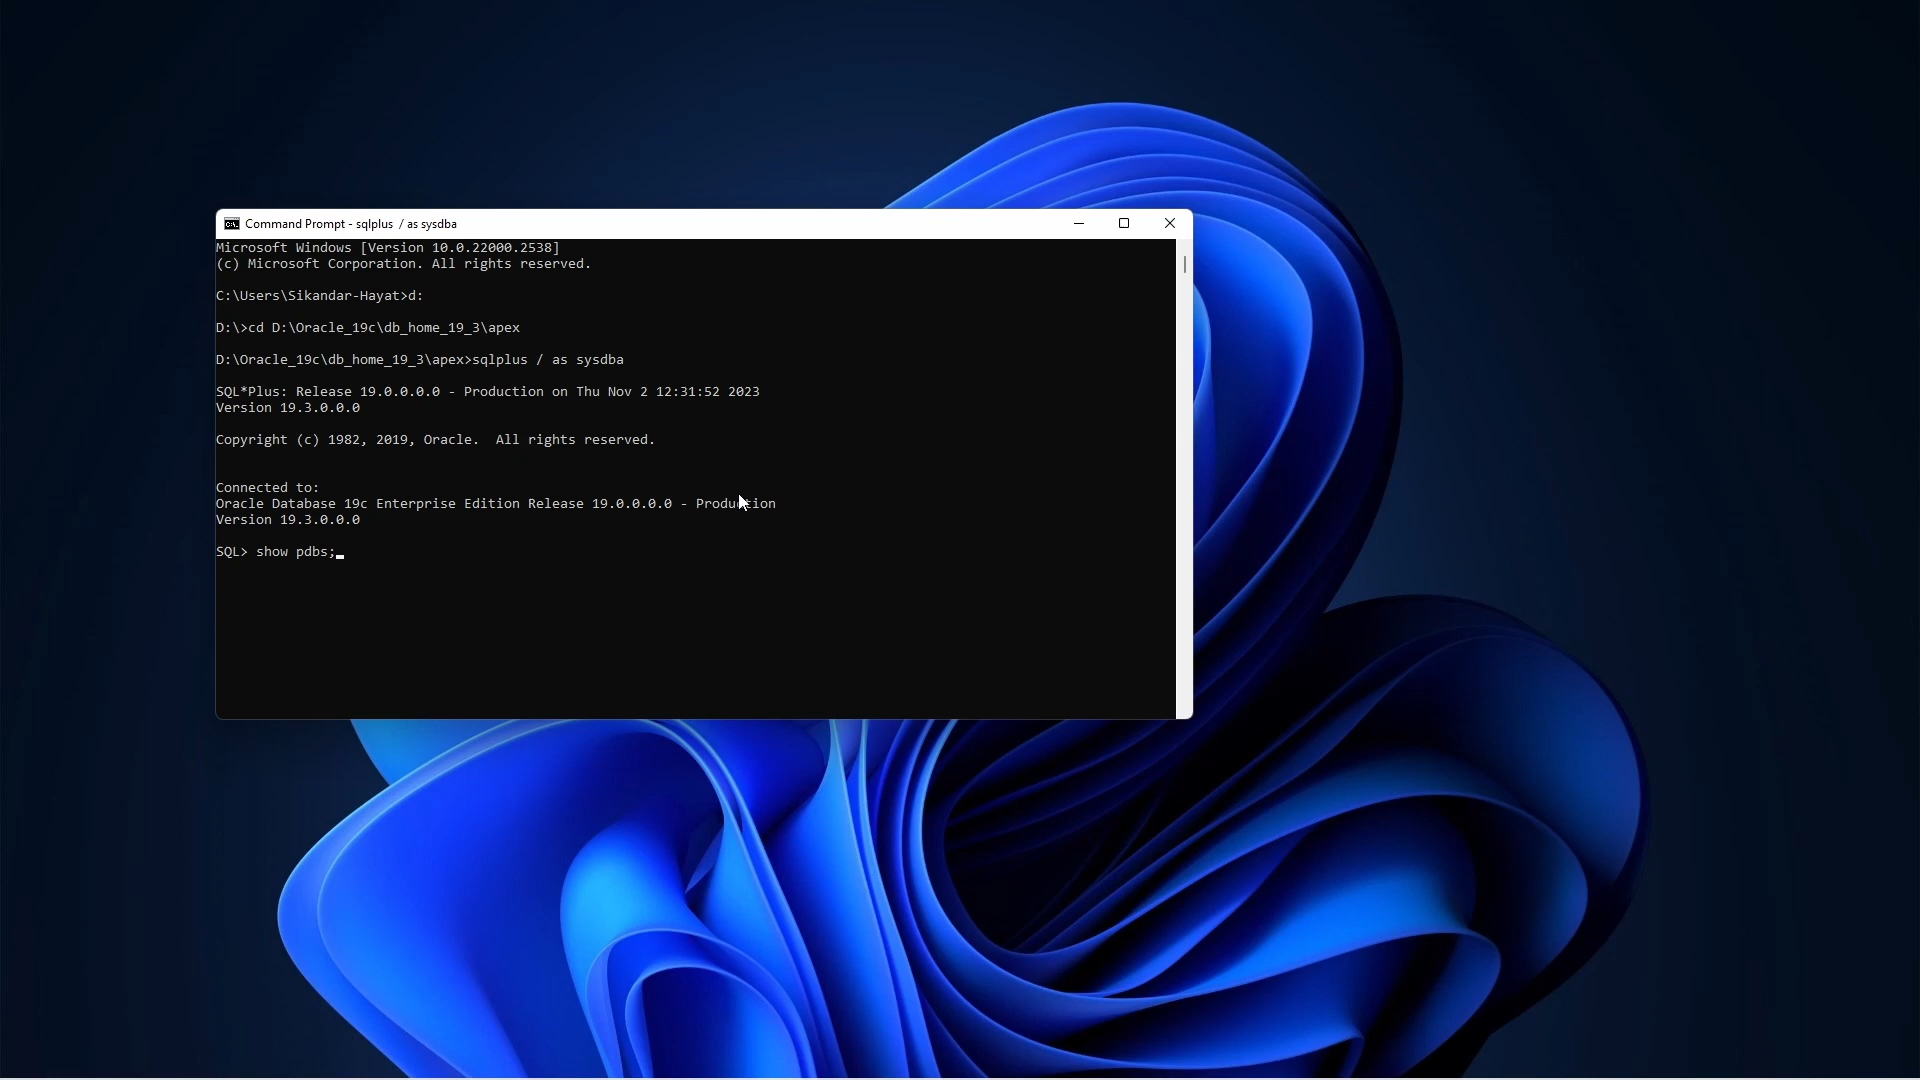 Command Prompt - sqlplus / as sysdba
Microsoft Windows [Version 10.0.22000.2538]
(c) Microsoft Corporation. All rights reserved.
C:\Users\Sikandar-Hayat>d:
D:\>cd D:\Oracle_19c\db_home_19_3\apex
D:\Oracle_19c\db_home_19_3\apex>sqlplus / as sysdba
SQL*Plus: Release 19.0.0.0.0 - Production on Thu Nov 2 12:31:52 2023
Version 19.3.0.0.0
Copyright (c) 1982, 2019, Oracle.  All rights reserved.
Connected to:
Oracle Database 19c Enterprise Edition Release 19.0.0.0.0 - Production
Version 19.3.0.0.0
SQL> show pdbs;